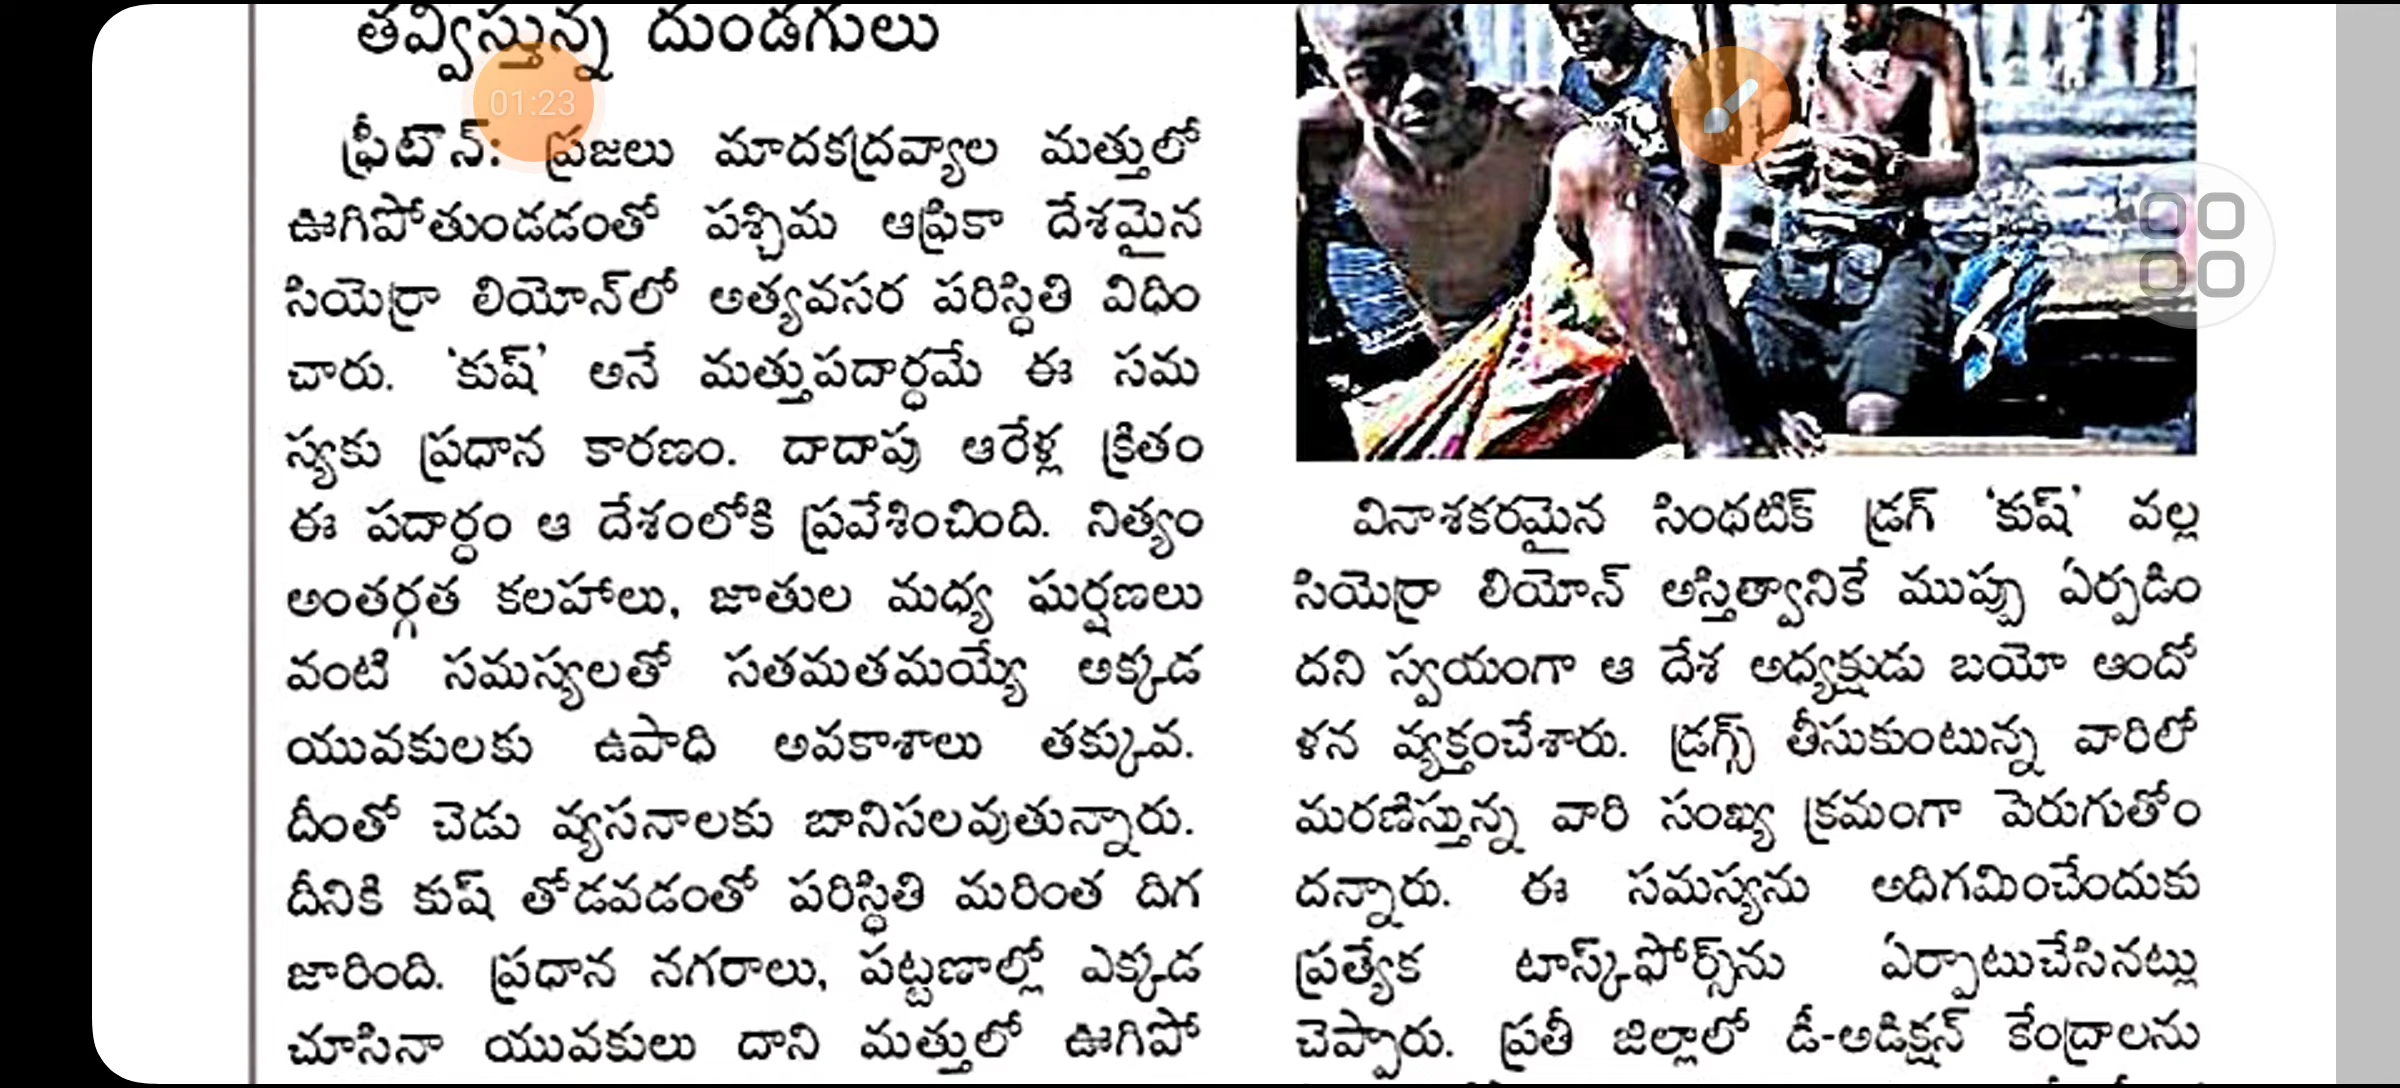 తవ్విస్తున్న దుండగులు
01:23
ఫ్రీటౌన్: ప్రజలు మాదకద్రవ్యాల మత్తులో
ఊగిపోతుండడంతో పశ్చిమ ఆఫ్రికా దేశమైన
సియెర్రా లియోన్‌లో అత్యవసర పరిస్థితి విధిం
చారు. ‘కుష్’ అనే మత్తుపదార్థమే ఈ సమ
స్యకు ప్రధాన కారణం. దాదాపు ఆరేళ్ల క్రితం
ఈ పదార్థం ఆ దేశంలోకి ప్రవేశించింది. నిత్యం
అంతర్గత కలహాలు, జాతుల మధ్య ఘర్షణలు
వంటి సమస్యలతో సతమతమయ్యే అక్కడ
యువకులకు ఉపాధి అవకాశాలు తక్కువ.
దీంతో చెడు వ్యసనాలకు బానిసలవుతున్నారు.
దీనికి కుష్ తోడవడంతో పరిస్థితి మరింత దిగ
జారింది. ప్రధాన నగరాలు, పట్టణాల్లో ఎక్కడ
చూసినా యువకులు దాని మత్తులో ఊగిపో
వినాశకరమైన సింథటిక్ డ్రగ్ ‘కుష్’ వల్ల
సియెర్రా లియోన్ అస్తిత్వానికే ముప్పు ఏర్పడిం
దని స్వయంగా ఆ దేశ అధ్యక్షుడు బయో ఆందో
ళన వ్యక్తంచేశారు. డ్రగ్స్ తీసుకుంటున్న వారిలో
మరణిస్తున్న వారి సంఖ్య క్రమంగా పెరుగుతోం
దన్నారు. ఈ సమస్యను అధిగమించేందుకు
ప్రత్యేక టాస్క్‌ఫోర్స్‌ను ఏర్పాటుచేసినట్లు
చెప్పారు. ప్రతీ జిల్లాలో డీ-అడిక్షన్ కేంద్రాలను